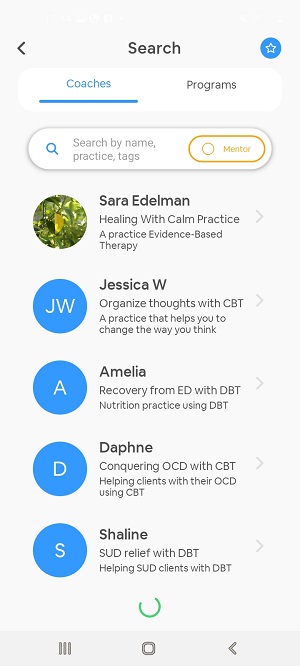 Search
Coaches
Programs
Search by name,
practice, tags
Mentor
Sara Edelman
Healing With Calm Practice
A practice Evidence-Based
Therapy
JW
Jessica W
Organize thoughts with CBT
A practice that helps you to
change the way you think
A
Amelia
Recovery from ED with DBT
Nutrition practice using DBT
D
Daphne
Conquering OCD with CBT
Helping clients with their OCD
using CBT
S
Shaline
SUD relief with DBT
Helping SUD clients with DBT